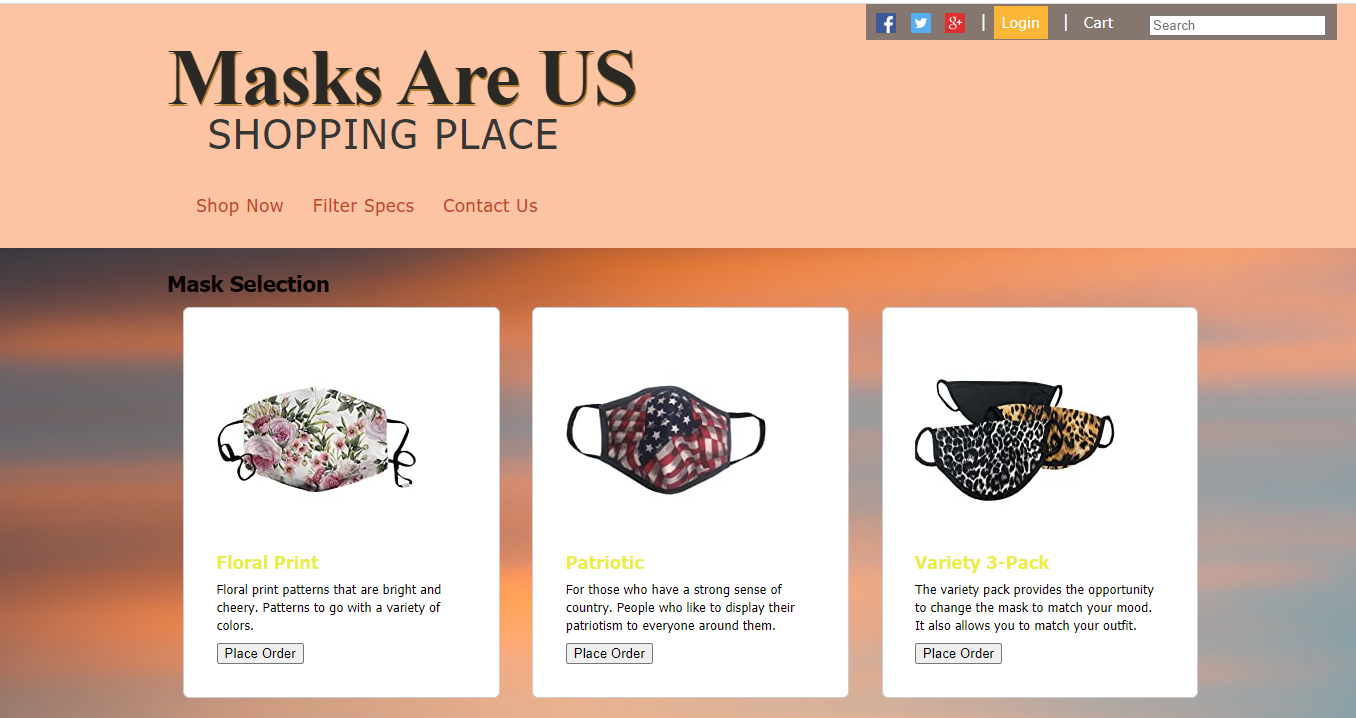 | Login | Cart Search
Masks Are US
SHOPPING PLACE
Shop Now Filter Specs Contact Us
Mask Selection
Floral Print
Floral print patterns that are bright and
cheery. Patterns to go with a variety of
colors.
Place Order
Patriotic
For those who have a strong sense of
country. People who like to display their
patriotism to everyone around them.
Place Order
Variety 3-Pack
The variety pack provides the opportunity
to change the mask to match your mood.
It also allows you to match your outfit.
Place Order